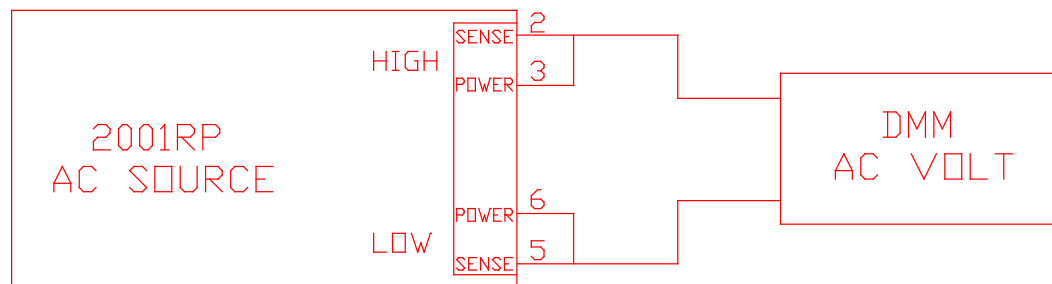 SENSE 2
HIGH
POWER 3
2001RP
AC SOURCE
DMM
AC VOLT
POWER 6
LOW
SENSE 5